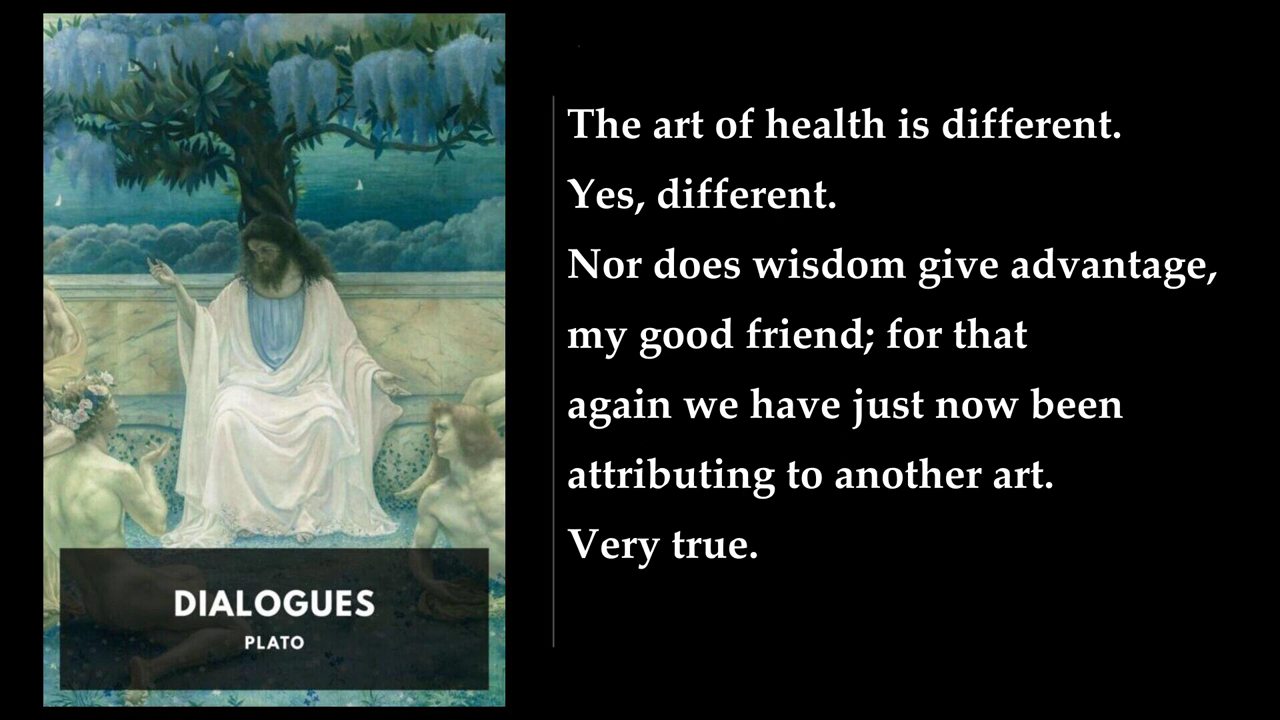 The art of health is different.
Yes, different.
Nor does wisdom give advantage,
my good friend; for that
again we have just now been
attributing to another art.
Very true.
DIALOGUES
PLATO